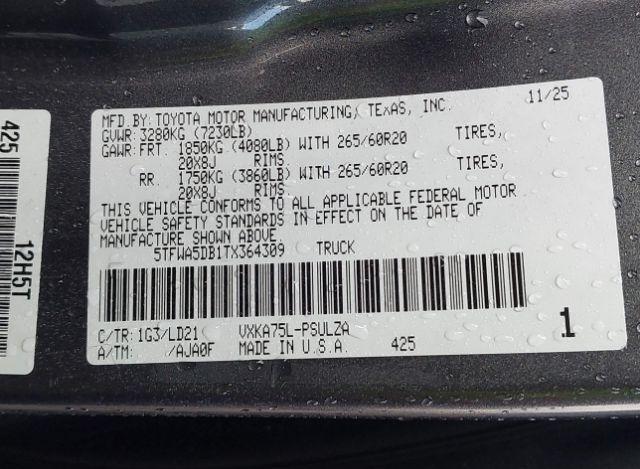 MFD.BY: TOYOTA MOTOR MANUFACTURING, TEXAS, INC. 11/25
GVWR: 3280KG (7230LB)
GAWR: FRT. 1850KG (4080LB) WITH 265/60R20 TIRES,
20X8J RIMS.
RR. 1750KG (3860LB) WITH 265/60R20 TIRES,
20X8J RIMS.
THIS VEHICLE CONFORMS TO ALL APPLICABLE FEDERAL MOTOR
VEHICLE SAFETY STANDARDS IN EFFECT ON THE DATE OF
MANUFACTURE SHOWN ABOVE.
5TFWA5DB1TX364309 TRUCK
C/TR: 1G3/LD21 VXKA75L-PSULZA
A/TM: /AJA0F MADE IN U.S.A. 425 1
425 12H5T